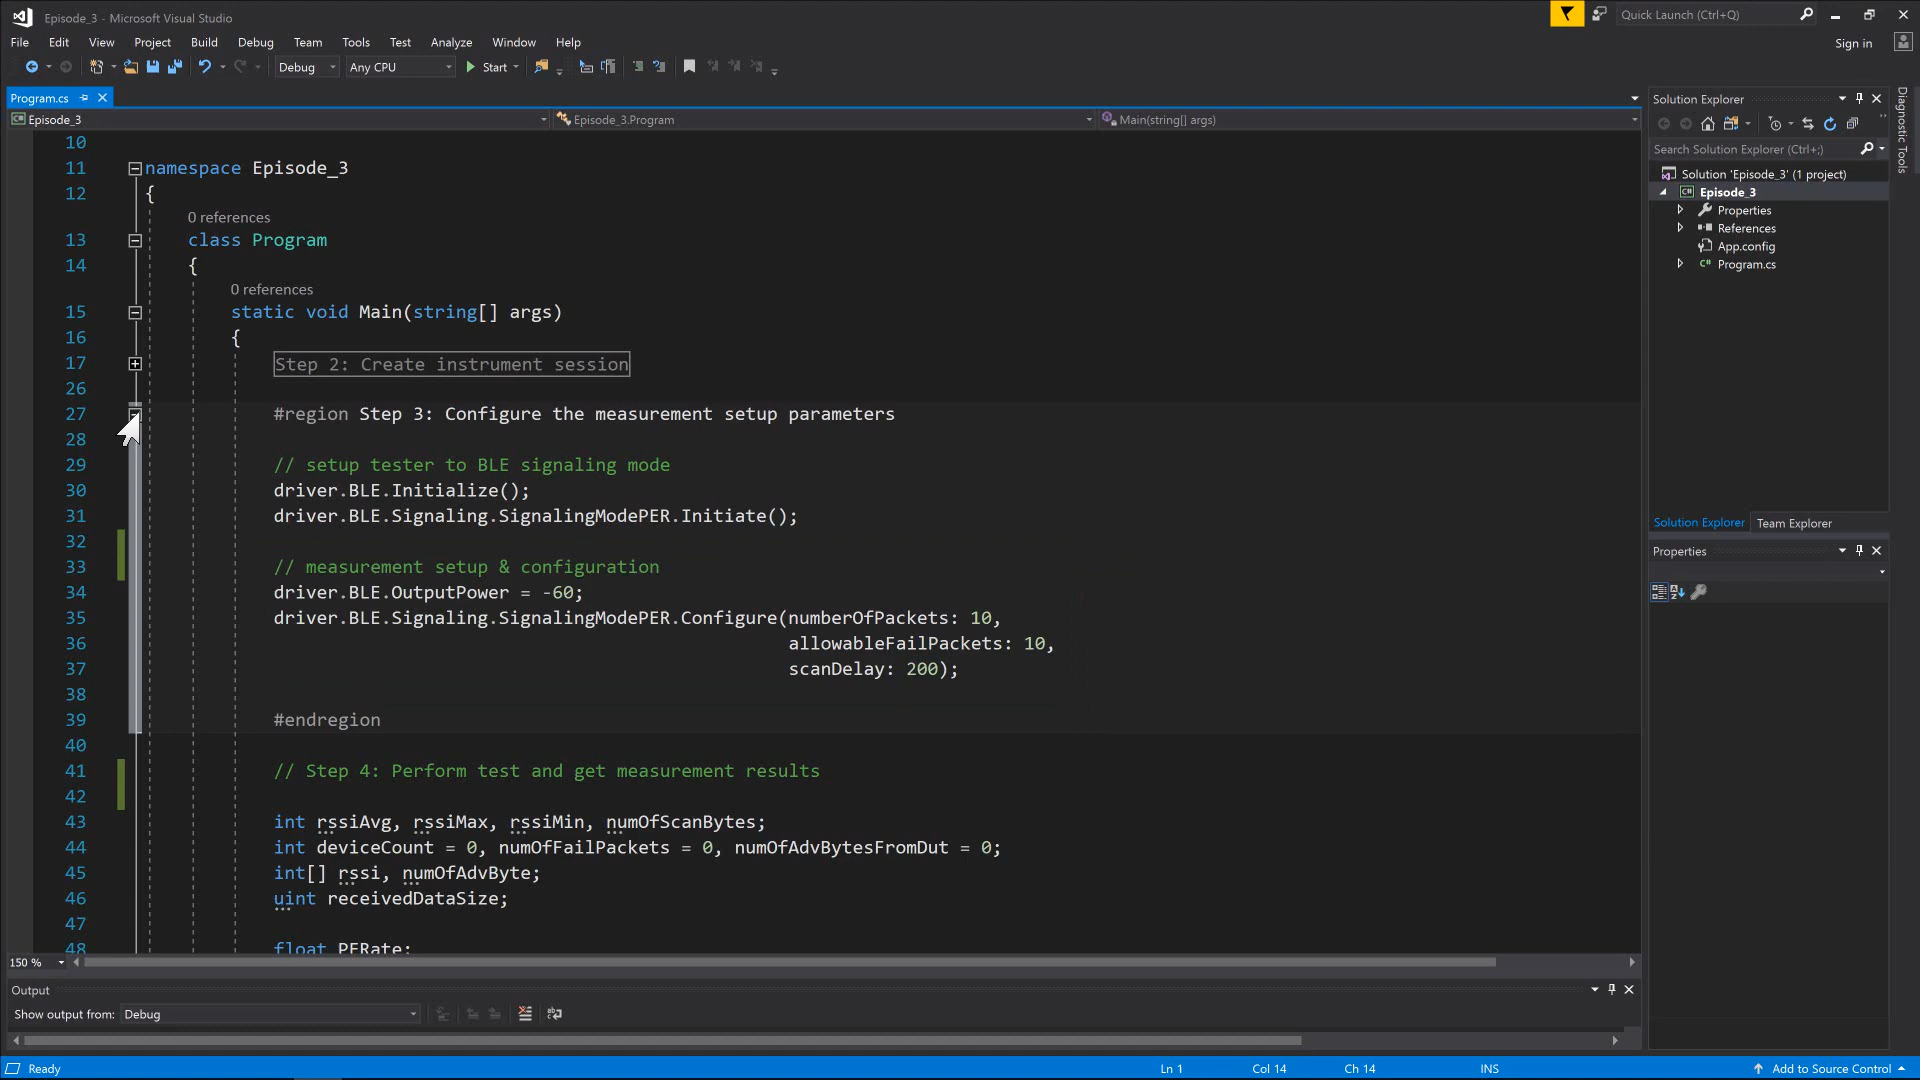 Episode_3 - Microsoft Visual Studio
Quick Launch (Ctrl+Q)
File Edit View Project Build Debug Team Tools Test Analyze Window Help
Sign in
Debug Any CPU Start
Program.cs
Episode_3 Episode_3.Program Main(string[] args)
10
11 namespace Episode_3
12 {
0 references
13 class Program
14 {
0 references
15 static void Main(string[] args)
16 {
17 Step 2: Create instrument session
26
27 #region Step 3: Configure the measurement setup parameters
28
29 // setup tester to BLE signaling mode
30 driver.BLE.Initialize();
31 driver.BLE.Signaling.SignalingModePER.Initiate();
32
33 // measurement setup & configuration
34 driver.BLE.OutputPower = -60;
35 driver.BLE.Signaling.SignalingModePER.Configure(numberOfPackets: 10,
36 allowableFailPackets: 10,
37 scanDelay: 200);
38
39 #endregion
40
41 // Step 4: Perform test and get measurement results
42
43 int rssiAvg, rssiMax, rssiMin, numOfScanBytes;
44 int deviceCount = 0, numOfFailPackets = 0, numOfAdvBytesFromDut = 0;
45 int[] rssi, numOfAdvByte;
46 uint receivedDataSize;
47
48 float PERate;
150 %
Output
Show output from: Debug
Solution Explorer
Search Solution Explorer (Ctrl+;)
Solution 'Episode_3' (1 project)
Episode_3
Properties
References
App.config
Program.cs
Solution Explorer Team Explorer
Properties
Diagnostic Tools
Ready Ln 1 Col 14 Ch 14 INS Add to Source Control